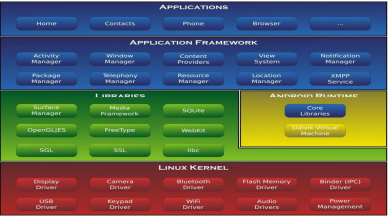 APPLICATIONS
Home Contacts Phone Browser ...
APPLICATION FRAMEWORK
Activity Manager Window Manager Content Providers View System Notification Manager
Package Manager Telephony Manager Resource Manager Location Manager XMPP Service
LIBRARIES
Surface Manager Media Framework SQLite
OpenGL|ES FreeType WebKit
SGL SSL libc
ANDROID RUNTIME
Core Libraries
Dalvik Virtual Machine
LINUX KERNEL
Display Driver Camera Driver Bluetooth Driver Flash Memory Driver Binder (IPC) Driver
USB Driver Keypad Driver WiFi Driver Audio Drivers Power Management